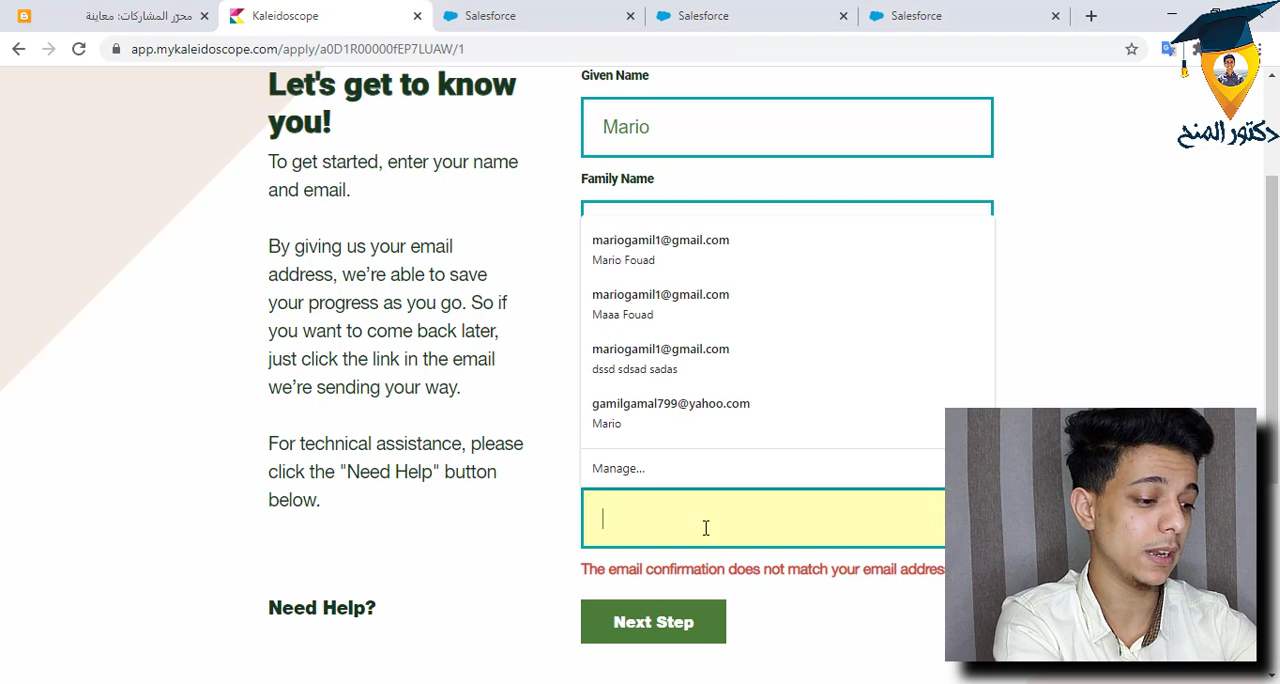 محرّر المشاركات: معاينة
Kaleidoscope
Salesforce
Salesforce
Salesforce
app.mykaleidoscope.com/apply/a0D1R00000fEP7LUAW/1
دكتور المنح
Let's get to know
you!
To get started, enter your name
and email.
By giving us your email
address, we're able to save
your progress as you go. So if
you want to come back later,
just click the link in the email
we're sending your way.
For technical assistance, please
click the "Need Help" button
below.
Need Help?
Given Name
Mario
Family Name
mariogamil1@gmail.com
Mario Fouad
mariogamil1@gmail.com
Maaa Fouad
mariogamil1@gmail.com
dssd sdsad sadas
gamilgamal799@yahoo.com
Mario
Manage...
The email confirmation does not match your email addres
Next Step